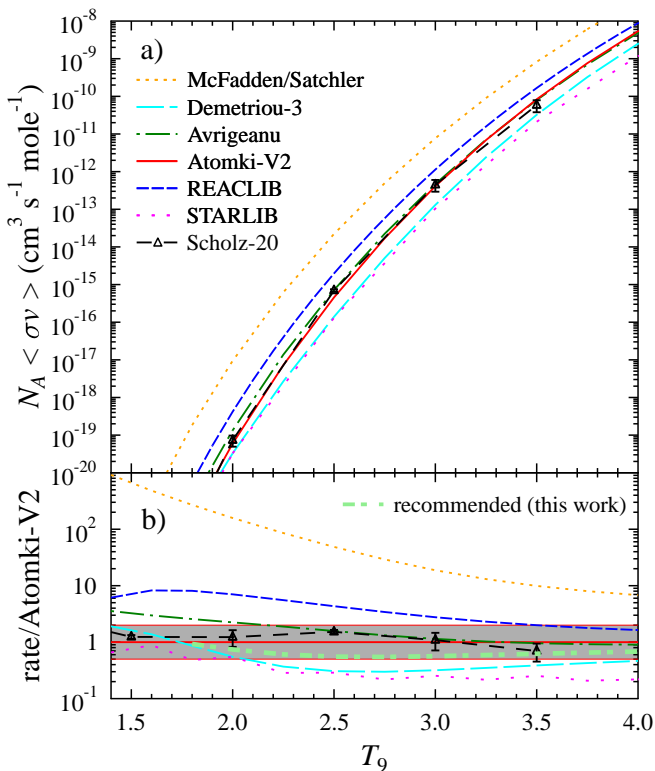 10^-8
10^-9
10^-10
10^-11
10^-12
10^-13
10^-14
10^-15
10^-16
10^-17
10^-18
10^-19
10^-20
N_A < σv > (cm^3 s^-1 mole^-1)
a)
McFadden/Satchler
Demetriou-3
Avrigeanu
Atomki-V2
REACLIB
STARLIB
Scholz-20
10^2
10
1
10^-1
rate/Atomki-V2
b)
recommended (this work)
1.5 2.0 2.5 3.0 3.5 4.0
T_9